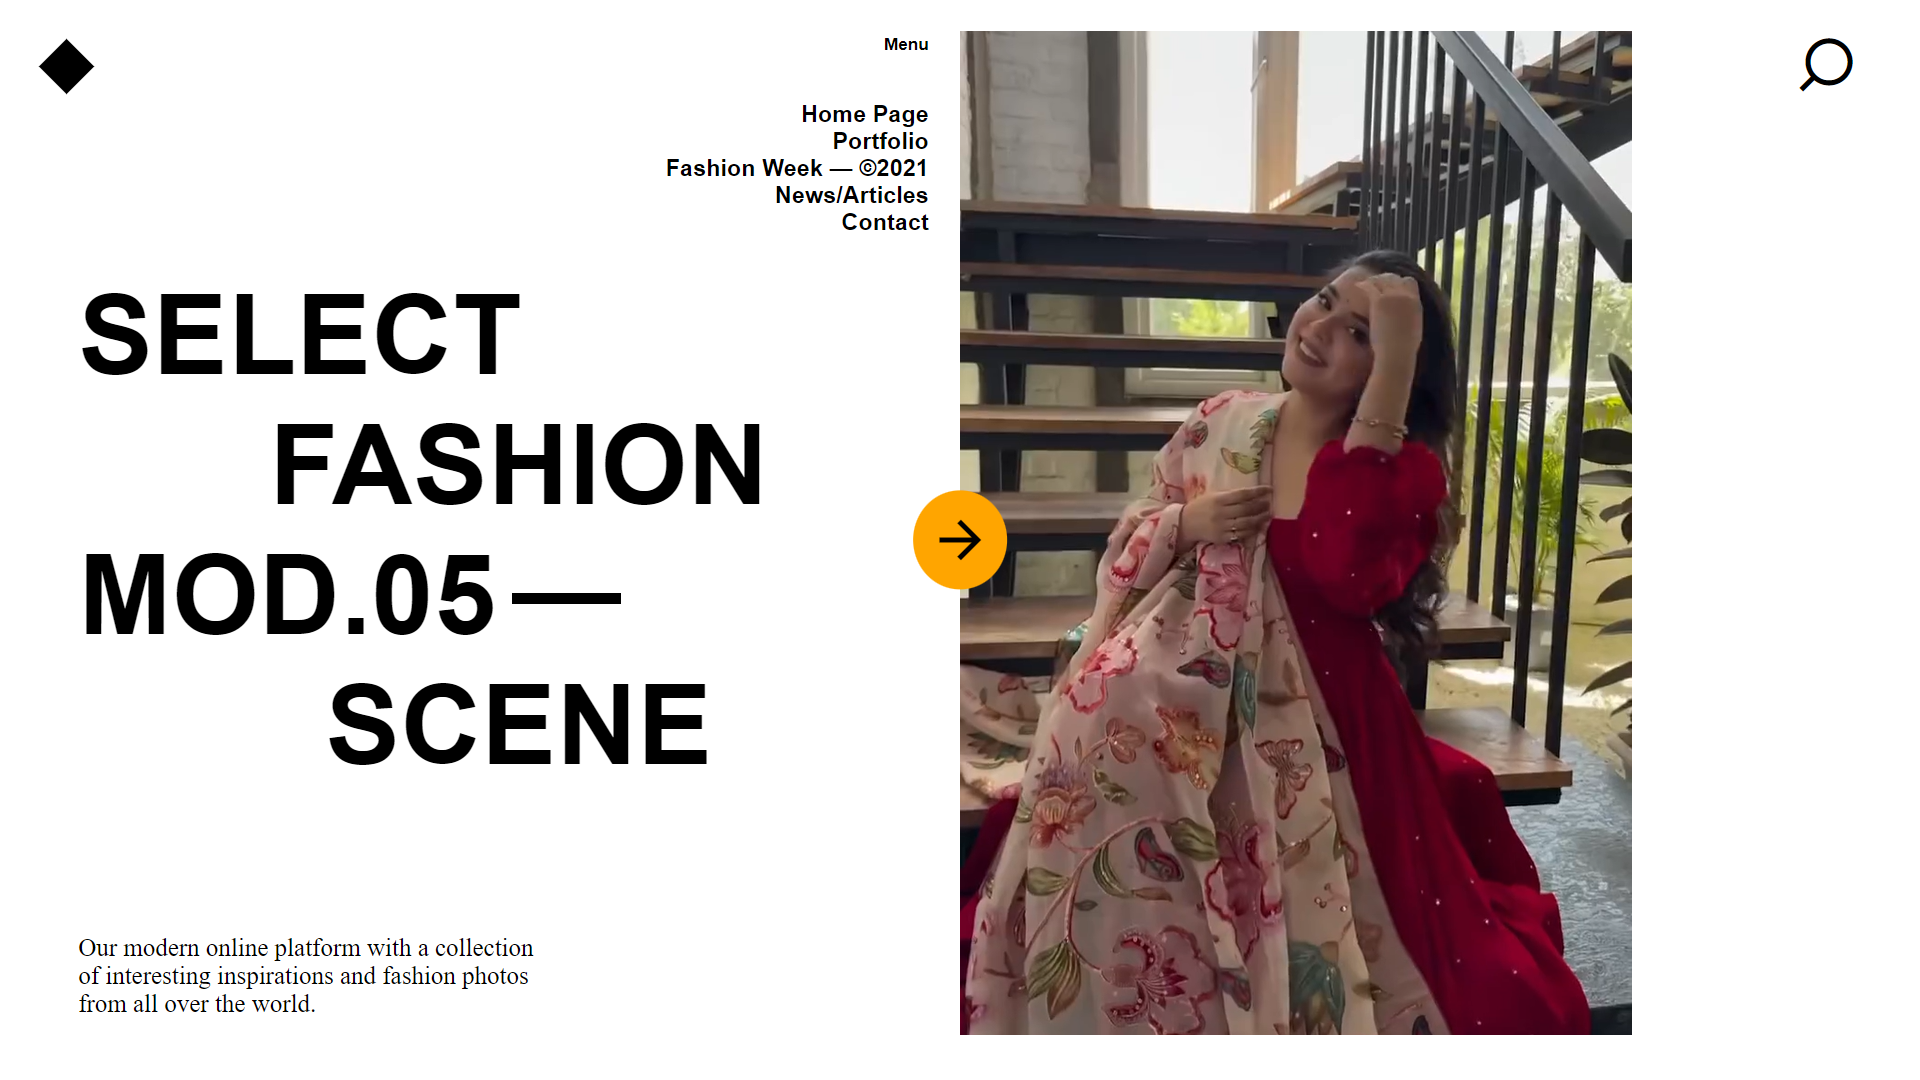 Menu
Home Page
Portfolio
Fashion Week — ©2021
News/Articles
Contact
SELECT
FASHION
MOD.05 —
SCENE
Our modern online platform with a collection
of interesting inspirations and fashion photos
from all over the world.